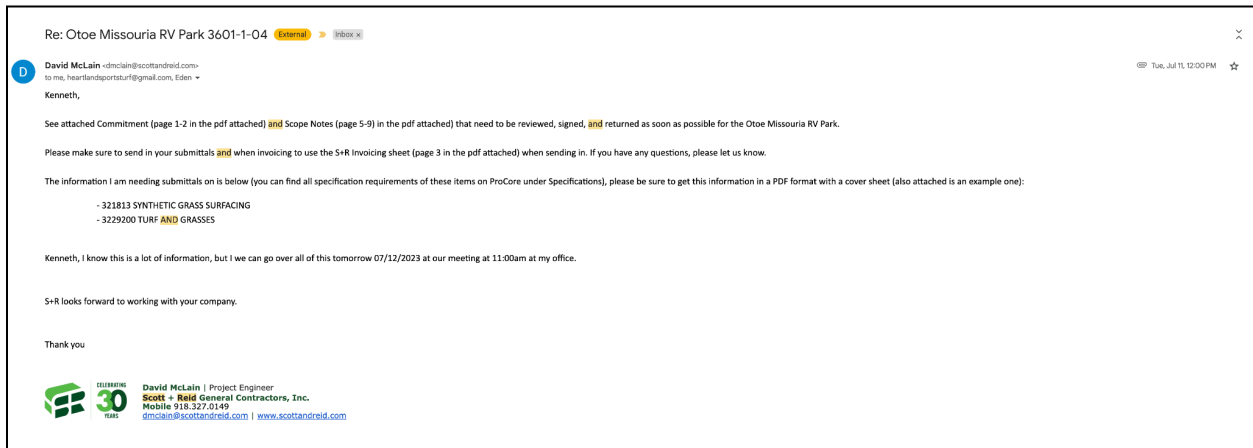 Re: Otoe Missouria RV Park 3601-1-04 External Inbox x
D
David McLain <dmclain@scottandreid.com>
Tue, Jul 11, 12:00 PM
to me, heartlandsportsturf@gmail.com, Eden
Kenneth,
See attached Commitment (page 1-2 in the pdf attached) and Scope Notes (page 5-9) in the pdf attached) that need to be reviewed, signed, and returned as soon as possible for the Otoe Missouria RV Park.
Please make sure to send in your submittals and when invoicing to use the S+R Invoicing sheet (page 3 in the pdf attached) when sending in. If you have any questions, please let us know.
The information I am needing submittals on is below (you can find all specification requirements of these items on ProCore under Specifications), please be sure to get this information in a PDF format with a cover sheet (also attached is an example one):
- 321813 SYNTHETIC GRASS SURFACING
- 3229200 TURF AND GRASSES
Kenneth, I know this is a lot of information, but I we can go over all of this tomorrow 07/12/2023 at our meeting at 11:00am at my office.
S+R looks forward to working with your company.
Thank you
CELEBRATING
30
YEARS
David McLain | Project Engineer
Scott + Reid General Contractors, Inc.
Mobile 918.327.0149
dmclain@scottandreid.com | www.scottandreid.com